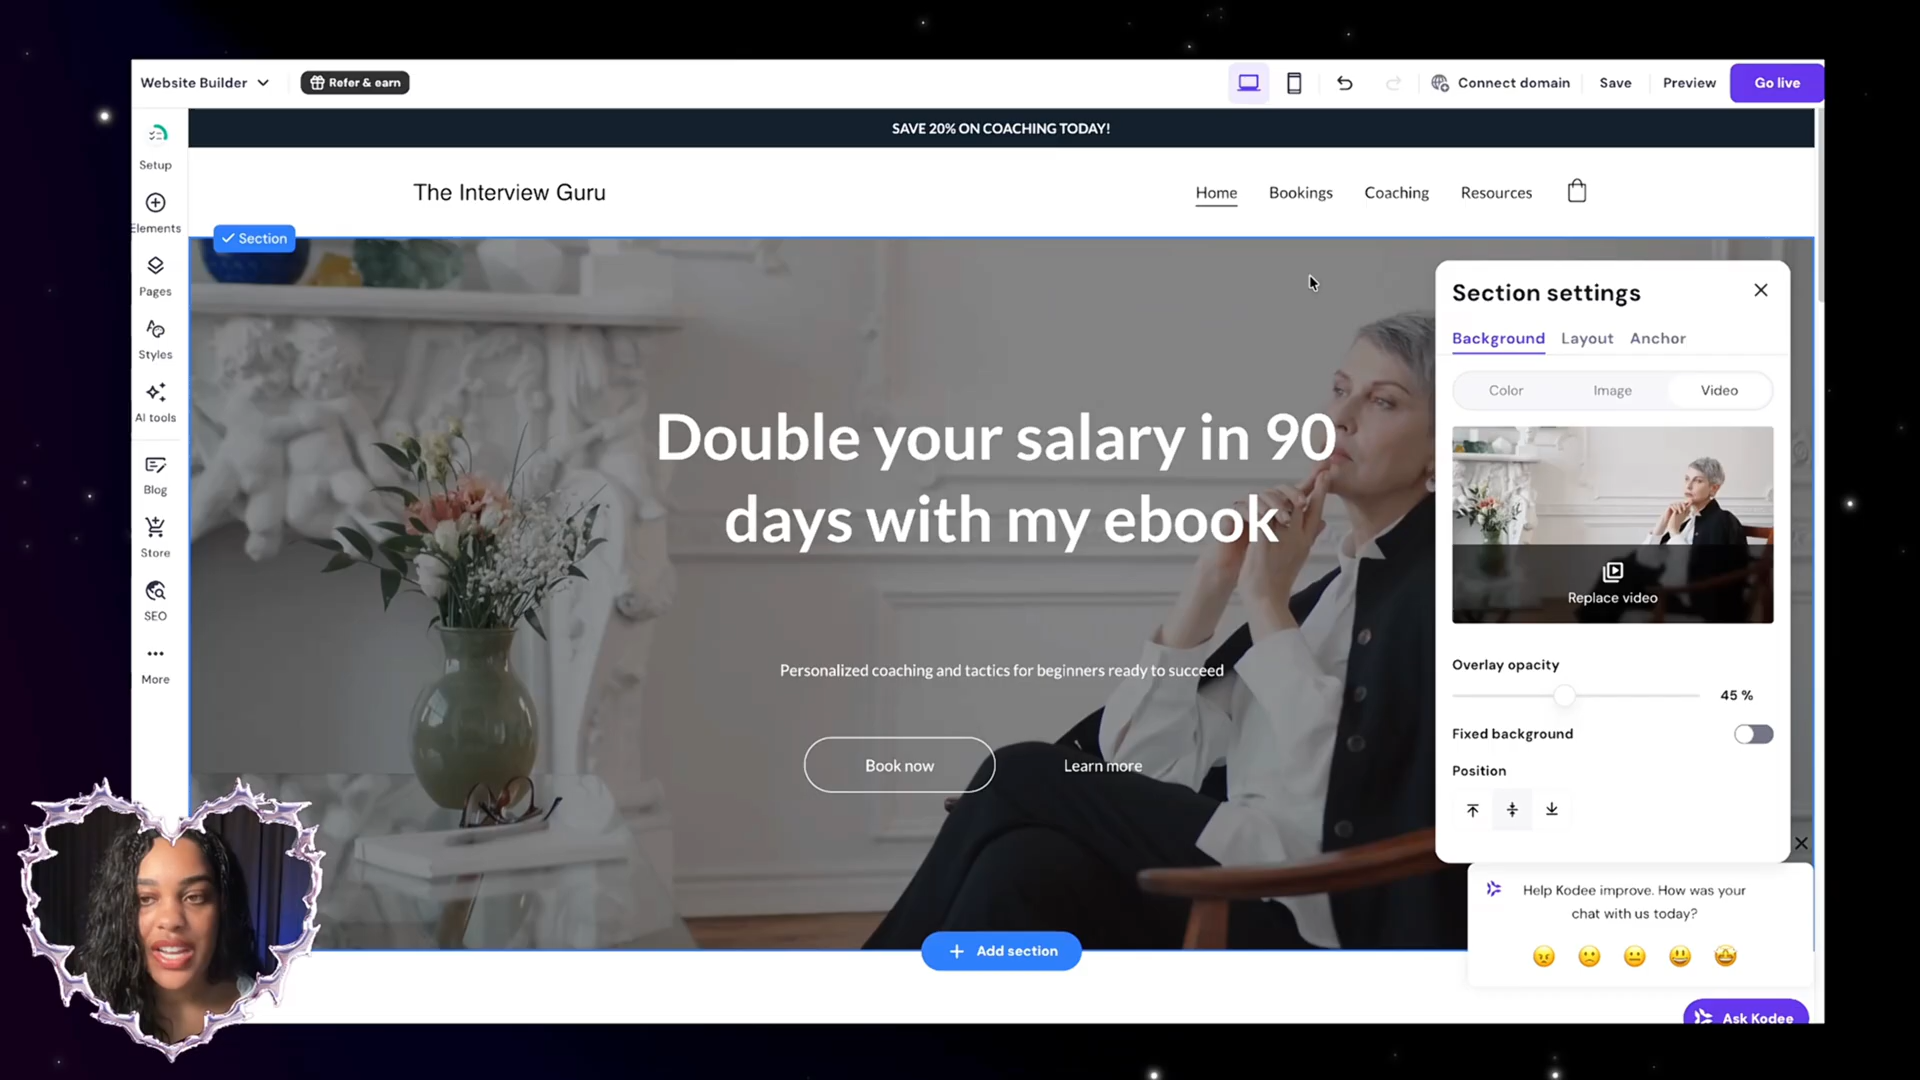 Website Builder
Refer & earn
Connect domain
Save
Preview
Go live
Setup
Elements
Pages
Styles
AI tools
Blog
Store
SEO
More
SAVE 20% ON COACHING TODAY!
The Interview Guru
Home
Bookings
Coaching
Resources
Section
Double your salary in 90
days with my ebook
Personalized coaching and tactics for beginners ready to succeed
Book now
Learn more
Add section
Section settings
Background
Layout
Anchor
Color
Image
Video
Replace video
Overlay opacity
45 %
Fixed background
Position
Help Kodee improve. How was your
chat with us today?
Ask Kodee